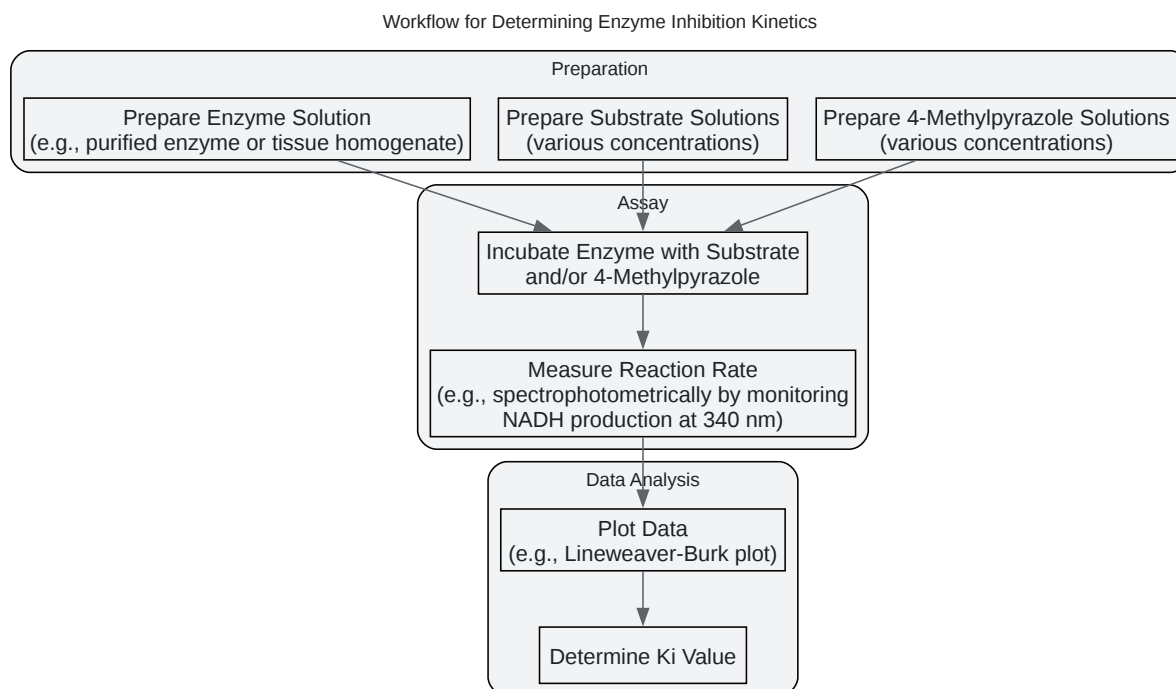 Workflow for Determining Enzyme Inhibition Kinetics
Preparation
Prepare Enzyme Solution
(e.g., purified enzyme or tissue homogenate)
Prepare Substrate Solutions
(various concentrations)
Prepare 4-Methylpyrazole Solutions
(various concentrations)
Assay
Incubate Enzyme with Substrate
and/or 4-Methylpyrazole
Measure Reaction Rate
(e.g., spectrophotometrically by monitoring
NADH production at 340 nm)
Data Analysis
Plot Data
(e.g., Lineweaver-Burk plot)
Determine Ki Value